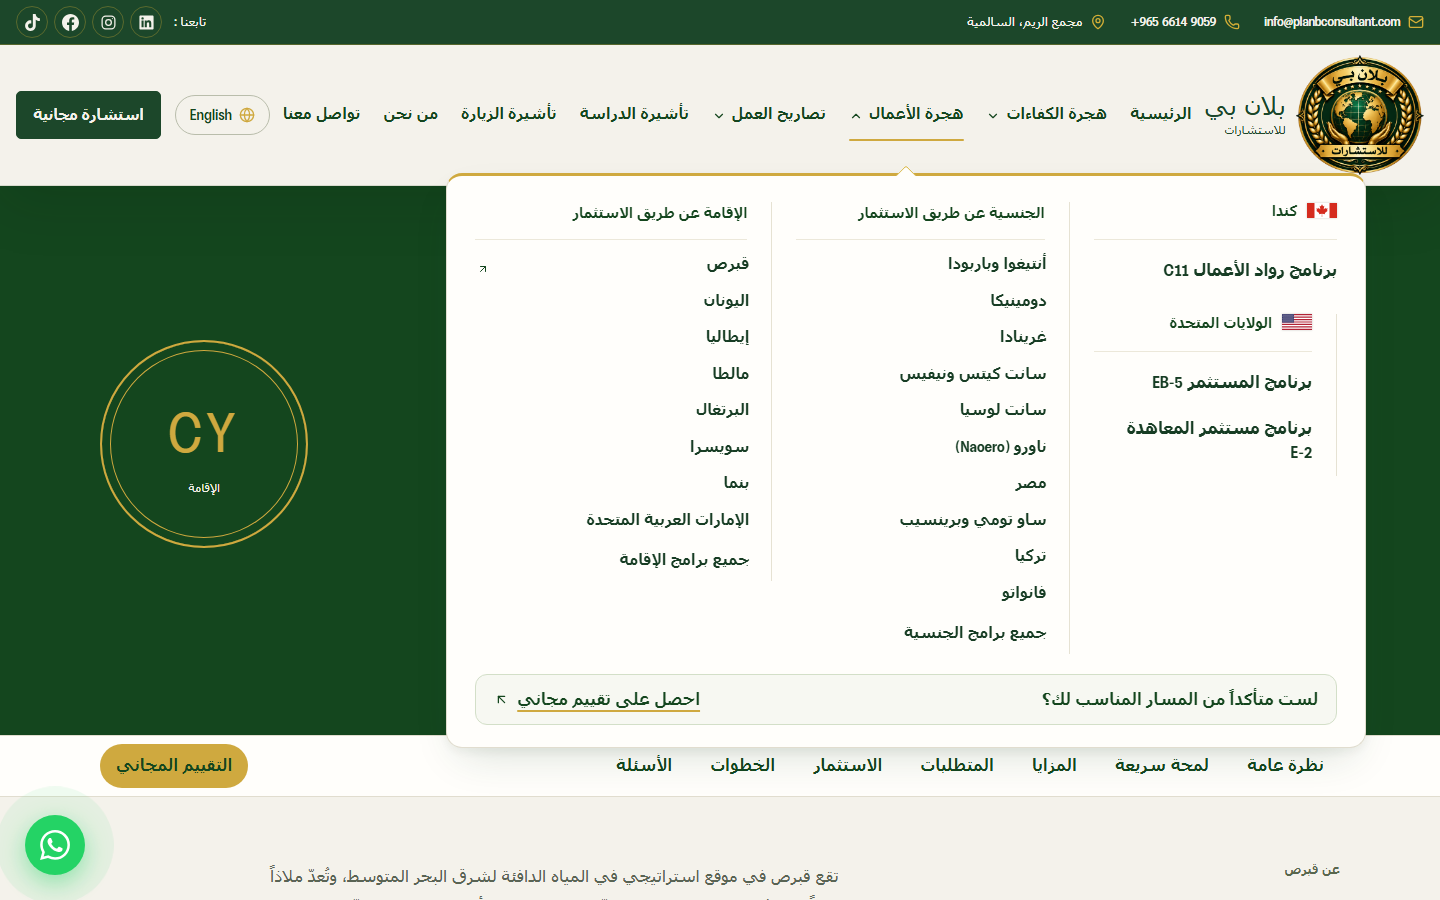 info@planbconsultant.com
+965 6614 9059
مجمع الريم، السالمية
تابعنا :
بلان بي
للاستشارات
بلان بي
للاستشارات
الرئيسية
هجرة الكفاءات
هجرة الأعمال
تصاريح العمل
تأشيرة الدراسة
تأشيرة الزيارة
من نحن
تواصل معنا
English
استشارة مجانية
كندا
برنامج رواد الأعمال C11
الولايات المتحدة
برنامج المستثمر EB-5
برنامج مستثمر المعاهدة
E-2
الجنسية عن طريق الاستثمار
أنتيغوا وباربودا
دومينيكا
غرينادا
سانت كيتس ونيفيس
سانت لوسيا
ناورو (Naoero)
مصر
ساو تومي وبرينسيب
تركيا
فانواتو
جميع برامج الجنسية
الإقامة عن طريق الاستثمار
قبرص
اليونان
إيطاليا
مالطا
البرتغال
سويسرا
بنما
الإمارات العربية المتحدة
جميع برامج الإقامة
لست متأكداً من المسار المناسب لك؟
احصل على تقييم مجاني
CY
الإقامة
نظرة عامة
لمحة سريعة
المزايا
المتطلبات
الاستثمار
الخطوات
الأسئلة
التقييم المجاني
عن قبرص
تقع قبرص في موقع استراتيجي في المياه الدافئة لشرق البحر المتوسط، وتُعدّ ملاذاً